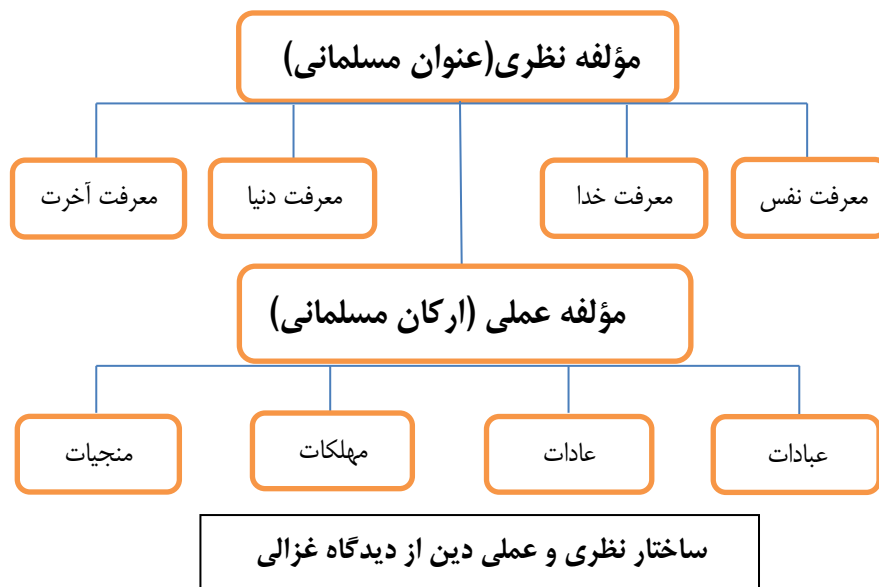 مؤلفه نظری(عنوان مسلمانی)
معرفت نفس
معرفت خدا
معرفت دنیا
معرفت آخرت
مؤلفه عملی (ارکان مسلمانی)
عبادات
عادات
مهلکات
منجیات
ساختار نظری و عملی دین از دیدگاه غزالی